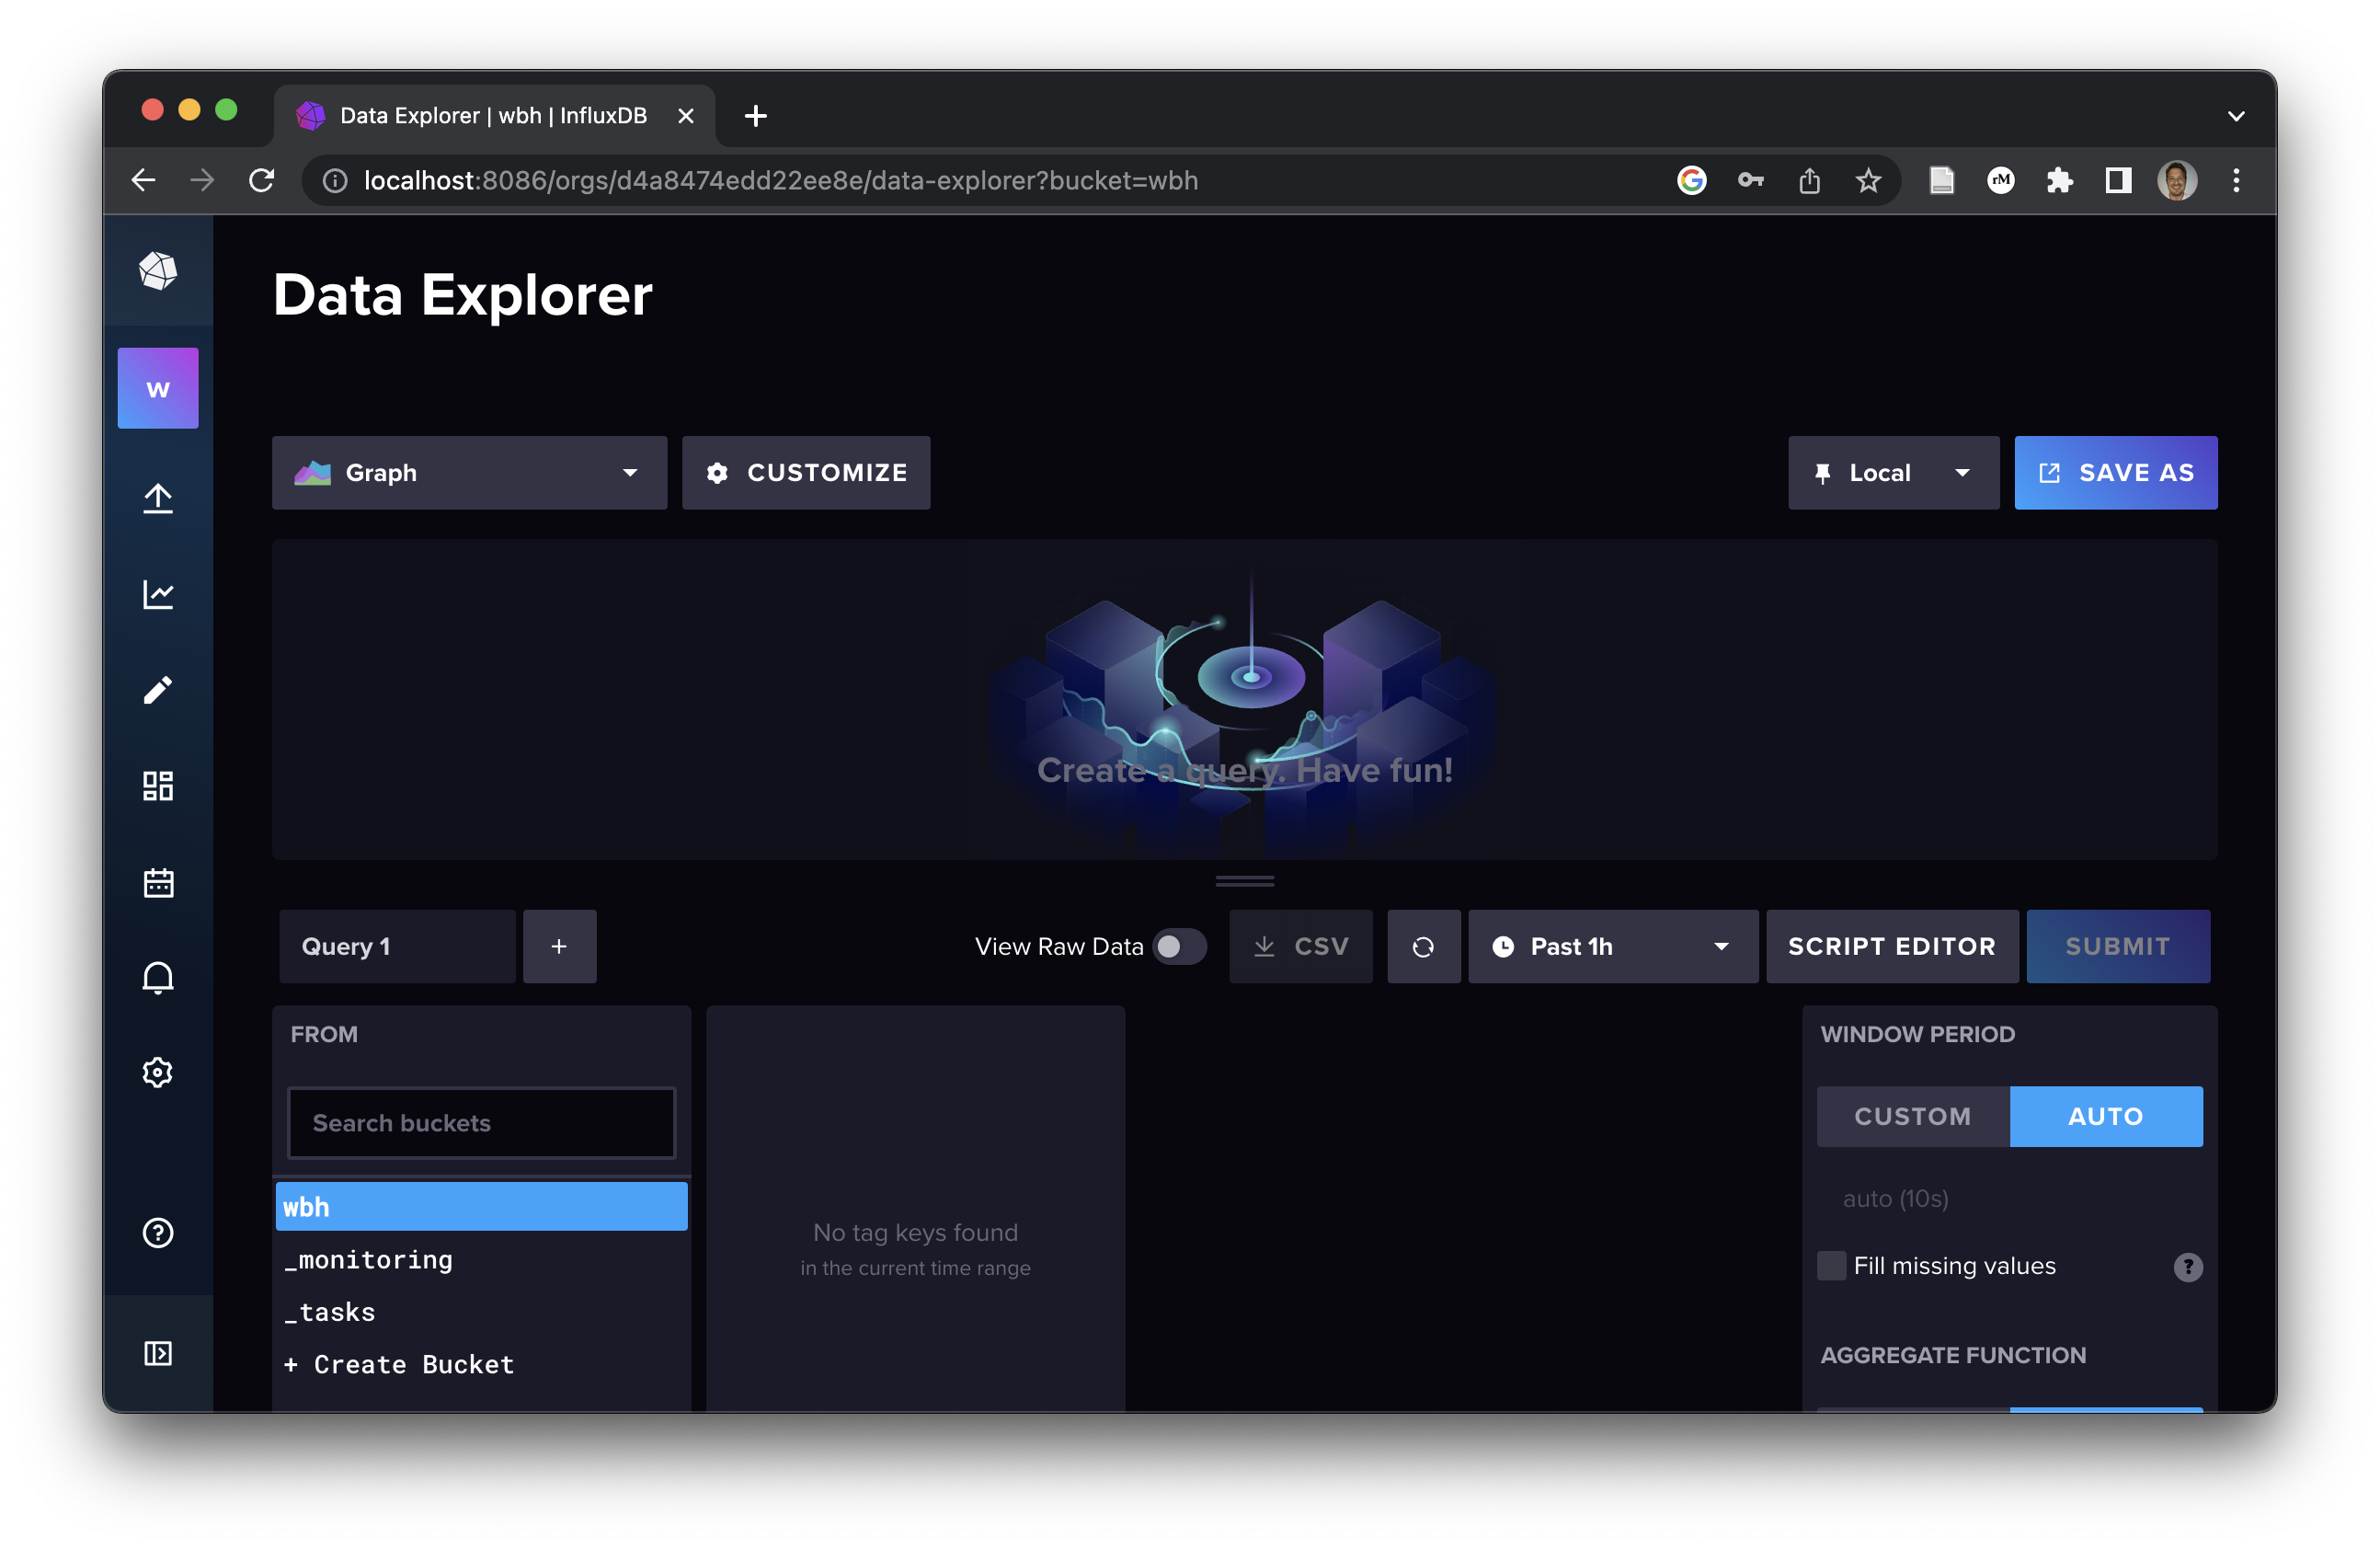 Data Explorer | wbh | InfluxDB
localhost:8086/orgs/d4a8474edd22ee8e/data-explorer?bucket=wbh
rM
Data Explorer
w
Graph
CUSTOMIZE
Local
SAVE AS
Create a query. Have fun!
Query 1
+
View Raw Data
CSV
Past 1h
SCRIPT EDITOR
SUBMIT
FROM
Search buckets
wbh
_monitoring
_tasks
+ Create Bucket
No tag keys found
in the current time range
WINDOW PERIOD
CUSTOM
AUTO
auto (10s)
Fill missing values
?
AGGREGATE FUNCTION